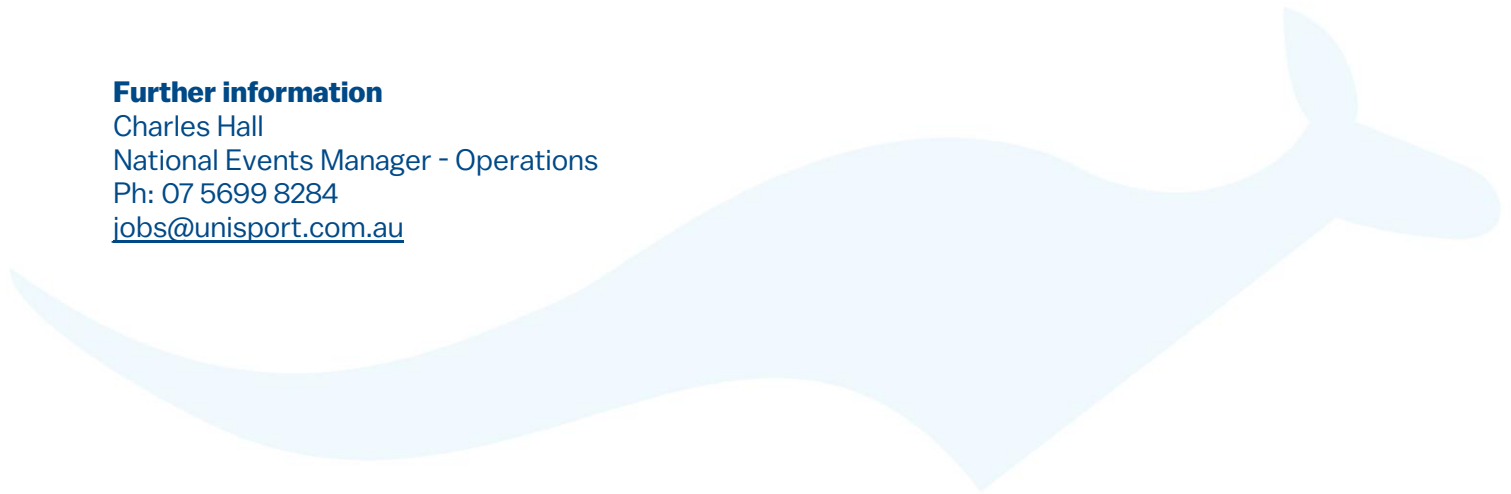 Further information
Charles Hall
National Events Manager - Operations
Ph: 07 5699 8284
jobs@unisport.com.au